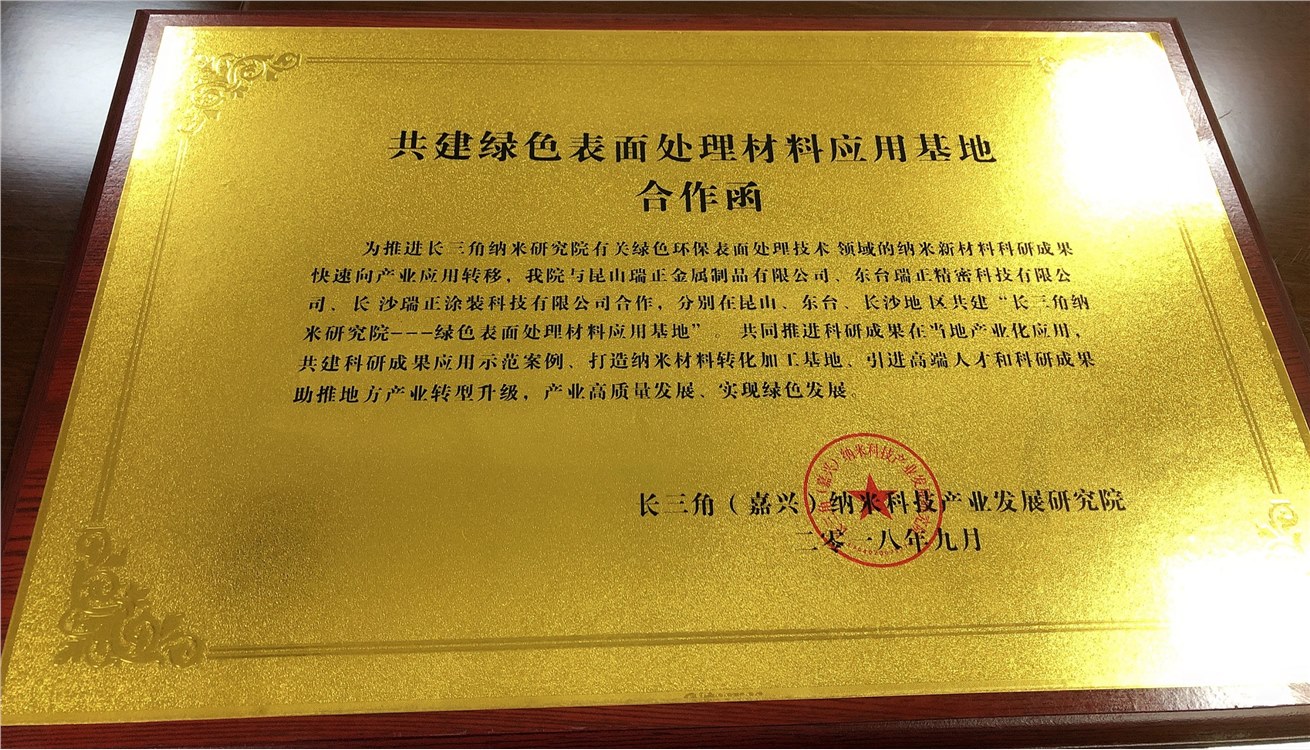 共建绿色表面处理材料应用基地
合作函
为推进长三角纳米研究院有关绿色环保表面处理技术 领域的纳米新材料科研成果
快速向产业应用转移，我院与昆山瑞正金属制品有限公司、东台瑞正精密科技有限公
司、长 沙瑞正涂装科技有限公司合作，分别在昆山、东台、长沙地 区共建“长三角纳
米研究院---绿色表面处理材料应用基地”。 共同推进科研成果在当地产业化应用，
共建科研成果应用示范案例、打造纳米材料转化加工基地、引进高端人才和科研成果
助推地方产业转型升级，产业高质量发展、实现绿色发展。
长三角（嘉兴）纳米科技产业发展研究院
二零一八年九月